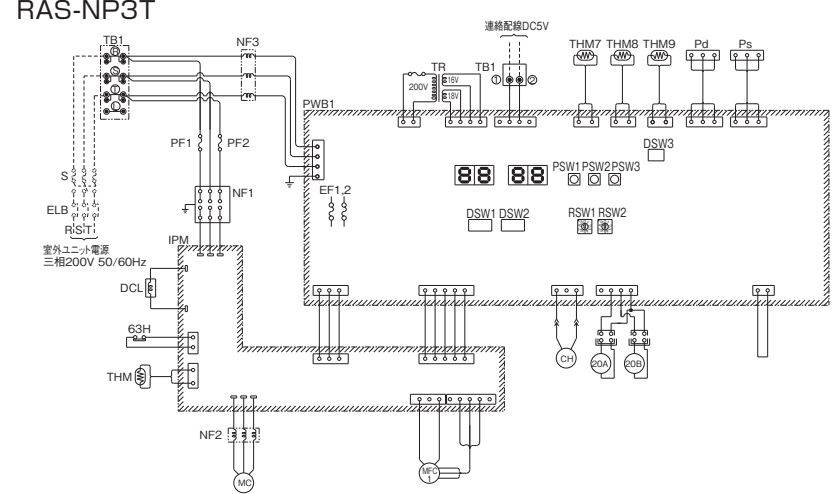 RAS-NP3T
TB1
NF3
R
S
T
L
連絡配線DC5V
TR
200V
16V
18V
TB1
① ②
THM7 THM8 THM9 Pd Ps
PWB1
DSW3
PF1 PF2
88 88
PSW1 PSW2 PSW3
S
ELB
R S T
室外ユニット電源
三相200V 50/60Hz
NF1
EF1,2
DSW1 DSW2
RSW1 RSW2
IPM
DCL
63H
THM
CH
20A
20B
NF2
MC
MFC
1